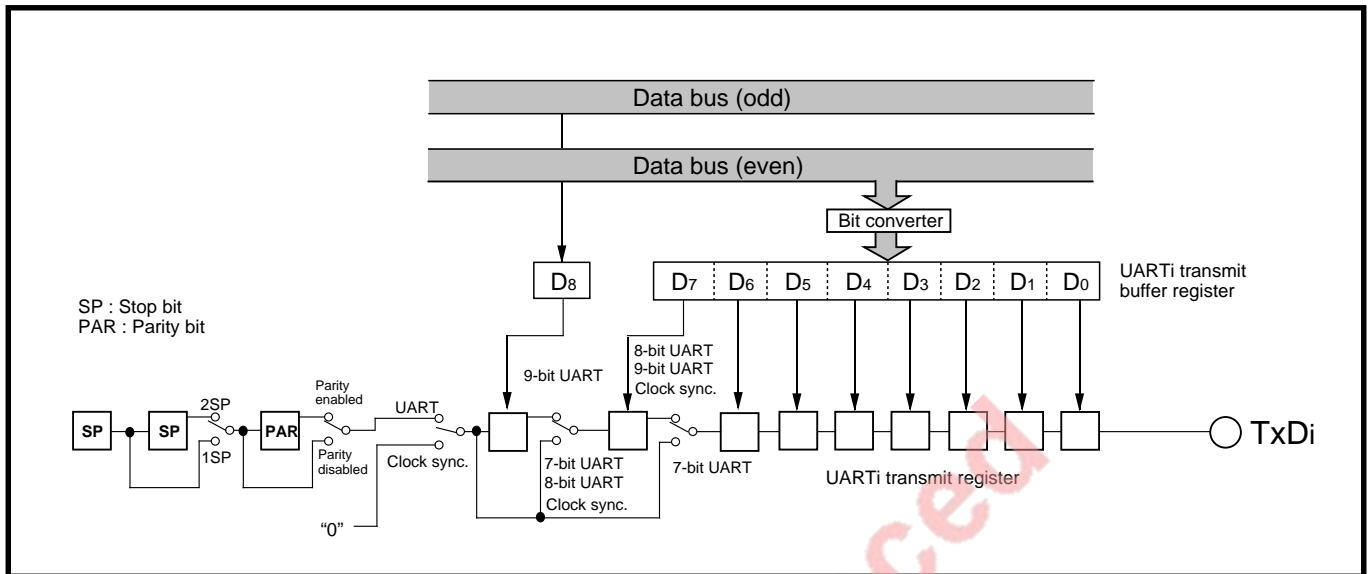 Data bus (odd)
Data bus (even)
Bit converter
D8
D7 D6 D5 D4 D3 D2 D1 D0
UARTi transmit
buffer register
SP : Stop bit
PAR : Parity bit
8-bit UART
9-bit UART
Clock sync.
9-bit UART
Parity
enabled
2SP
UART
SP
SP
PAR
TxDi
1SP
Parity
disabled
Clock sync.
7-bit UART
8-bit UART
Clock sync.
7-bit UART
UARTi transmit register
“0”